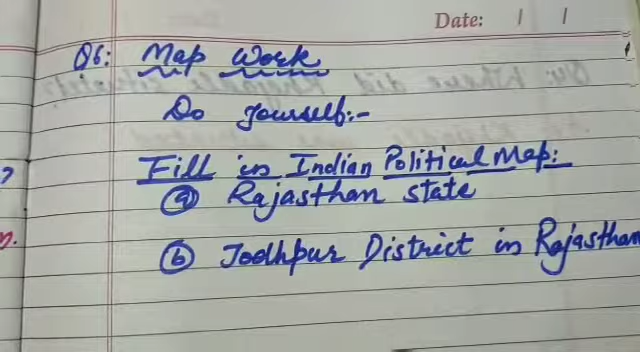 Date: / /
Q6: Map Work
Do yourself:-
Fill in Indian Political Map:
(a) Rajasthan state
(b) Jodhpur District in Rajasthan